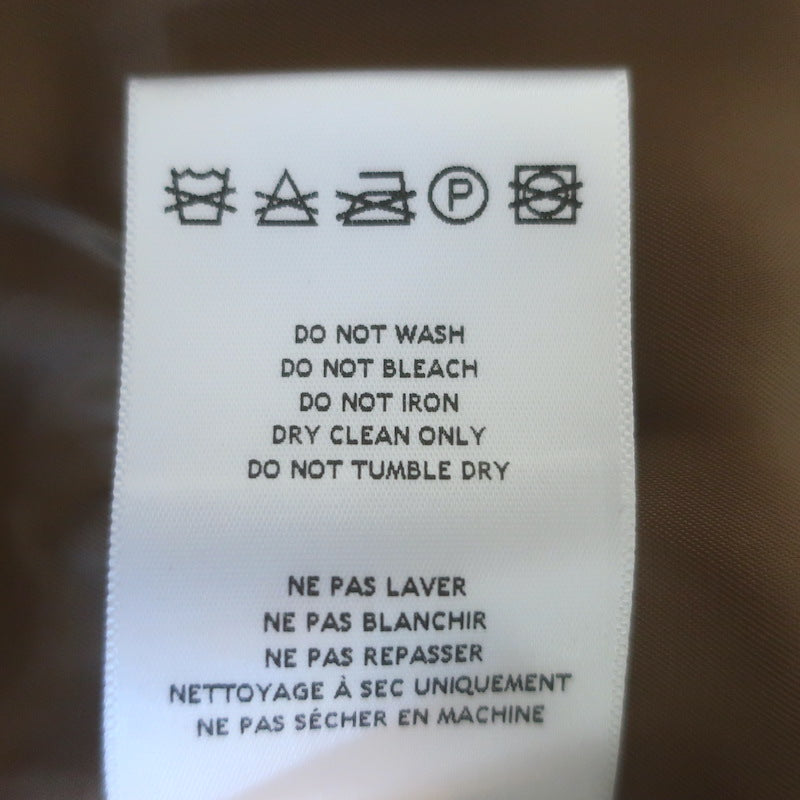 P
DO NOT WASH
DO NOT BLEACH
DO NOT IRON
DRY CLEAN ONLY
DO NOT TUMBLE DRY
NE PAS LAVER
NE PAS BLANCHIR
NE PAS REPASSER
NETTOYAGE À SEC UNIQUEMENT
NE PAS SÉCHER EN MACHINE